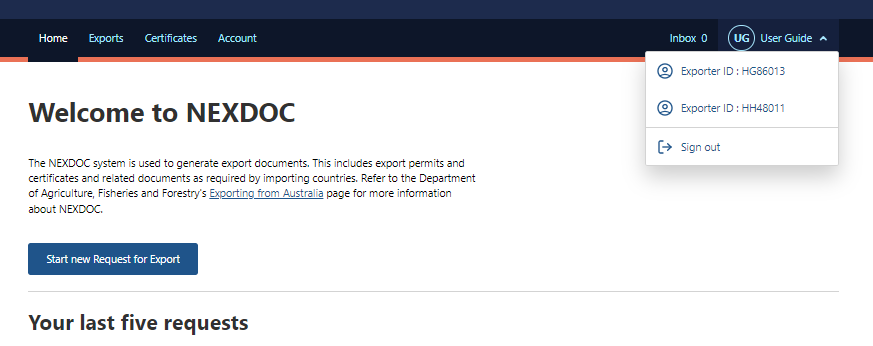 Home Exports Certificates Account Inbox 0 UG User Guide
Exporter ID : HG86013
Exporter ID : HH48011
Sign out
Welcome to NEXDOC
The NEXDOC system is used to generate export documents. This includes export permits and
certificates and related documents as required by importing countries. Refer to the Department
of Agriculture, Fisheries and Forestry's Exporting from Australia page for more information
about NEXDOC.
Start new Request for Export
Your last five requests